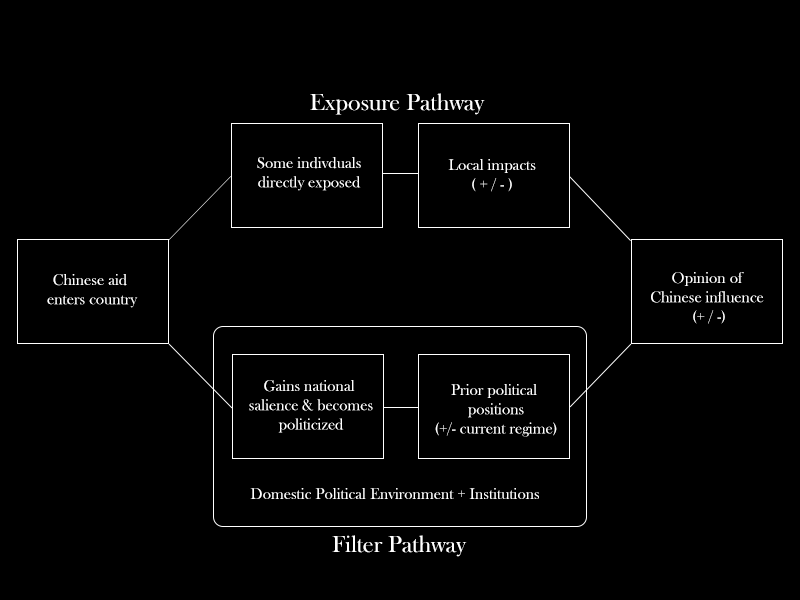 Exposure Pathway
Some indivduals
directly exposed
Local impacts
( + / - )
Chinese aid
enters country
Opinion of
Chinese influence
(+ / -)
Gains national
salience & becomes
politicized
Prior political
positions
(+/- current regime)
Domestic Political Environment + Institutions
Filter Pathway